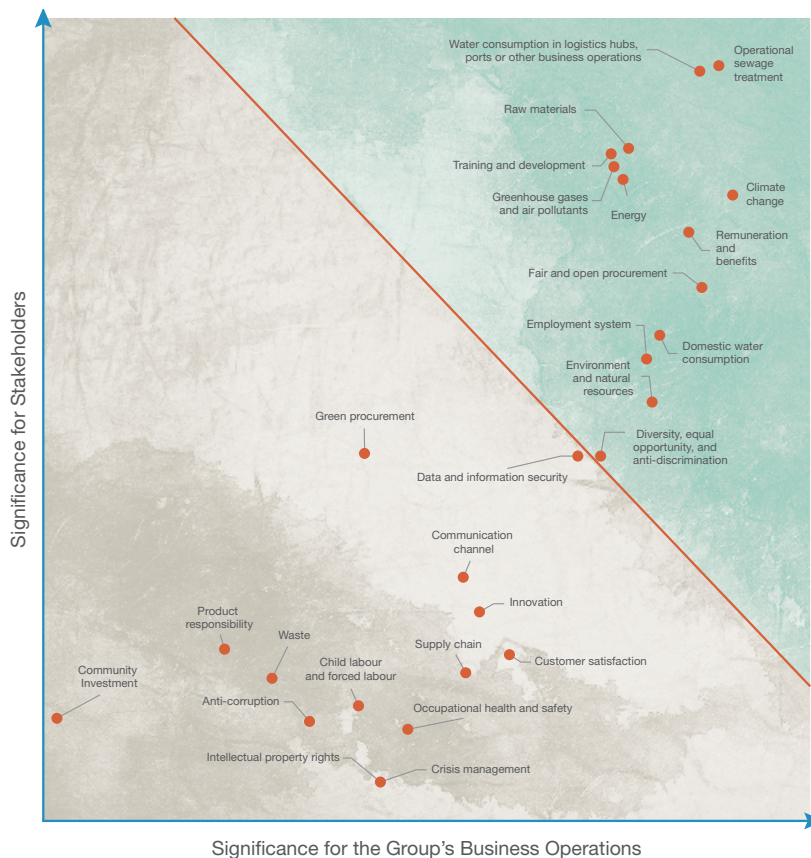 Water consumption in logistics hubs,
ports or other business operations
Operational
sewage
treatment
Raw materials
Training and development
Greenhouse gases
and air pollutants
Energy
Climate
change
Remuneration
and
benefits
Fair and open procurement
Employment system
Domestic water
consumption
Environment
and natural
resources
Green procurement
Diversity, equal
opportunity, and
anti-discrimination
Data and information security
Communication
channel
Innovation
Product
responsibility
Waste
Supply chain
Customer satisfaction
Child labour
and forced labour
Community
Investment
Anti-corruption
Occupational health and safety
Intellectual property rights
Crisis management
Significance for Stakeholders
Significance for the Group's Business Operations